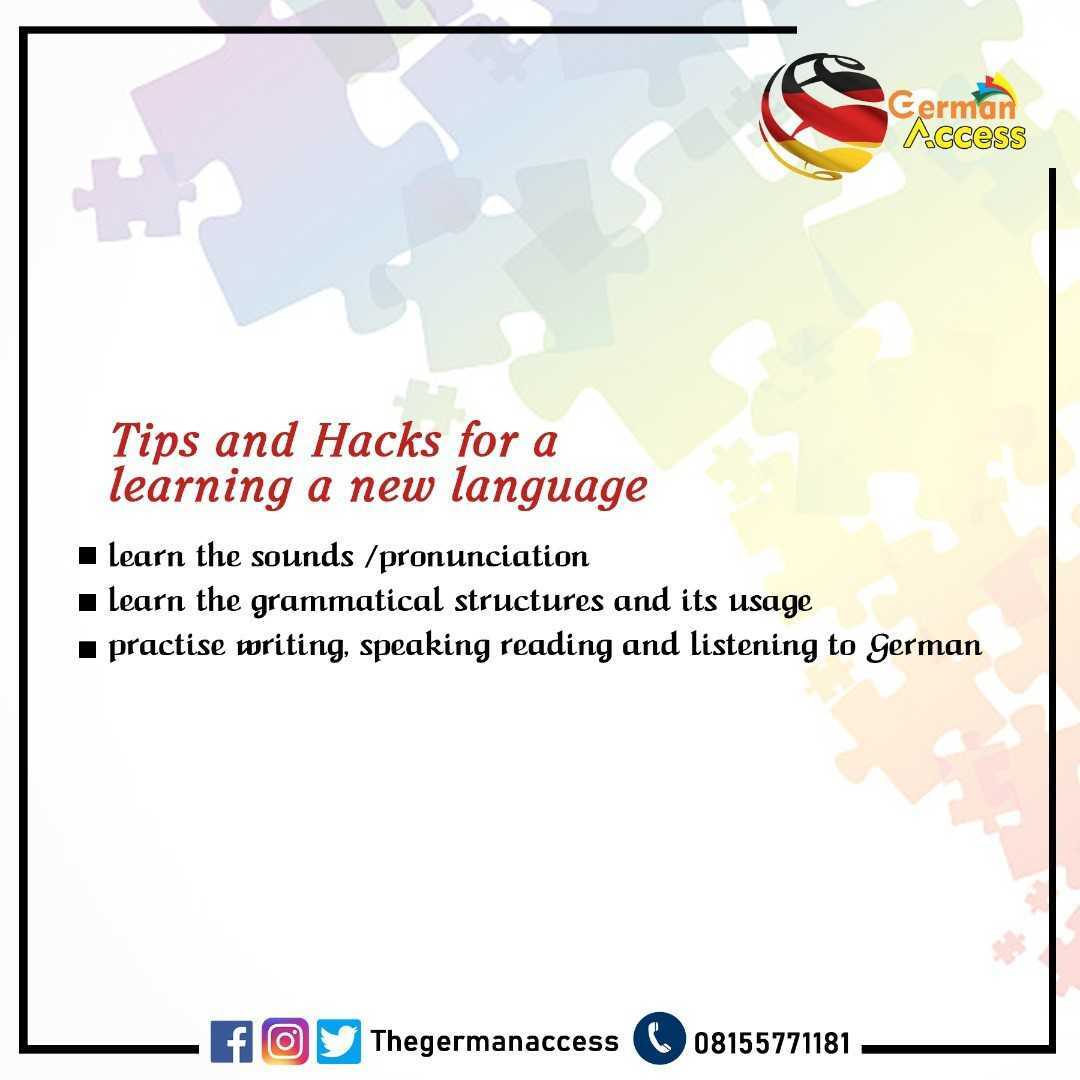 German
Access
Tips and Hacks for a
learning a new language
■ learn the sounds /pronunciation
■ learn the grammatical structures and its usage
■ practise writing, speaking reading and listening to German
Thegermanaccess 08155771181